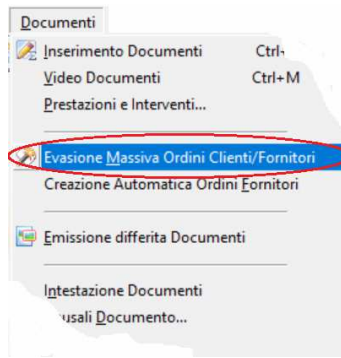 Documenti
Inserimento Documenti
Video Documenti Ctrl+M
Prestazioni e Interventi...
Evasione Massiva Ordini Clienti/Fornitori
Creazione Automatica Ordini Fornitori
Emissione differita Documenti
Intestazione Documenti
Documento...